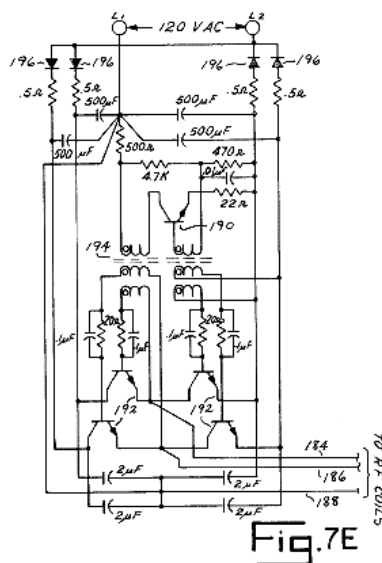 L1 120 VAC L2
196 196 196 196
.5Ω .5Ω .5Ω .5Ω
500µF 500µF
500µF 500Ω 500µF
4.7K 470Ω
.01µF
22Ω
190
194
20Ω 20Ω
.1µF .1µF .1µF .1µF
192 192
184
186
188
TO RF COILS
2µF 2µF
2µF 2µF
Fig.7E